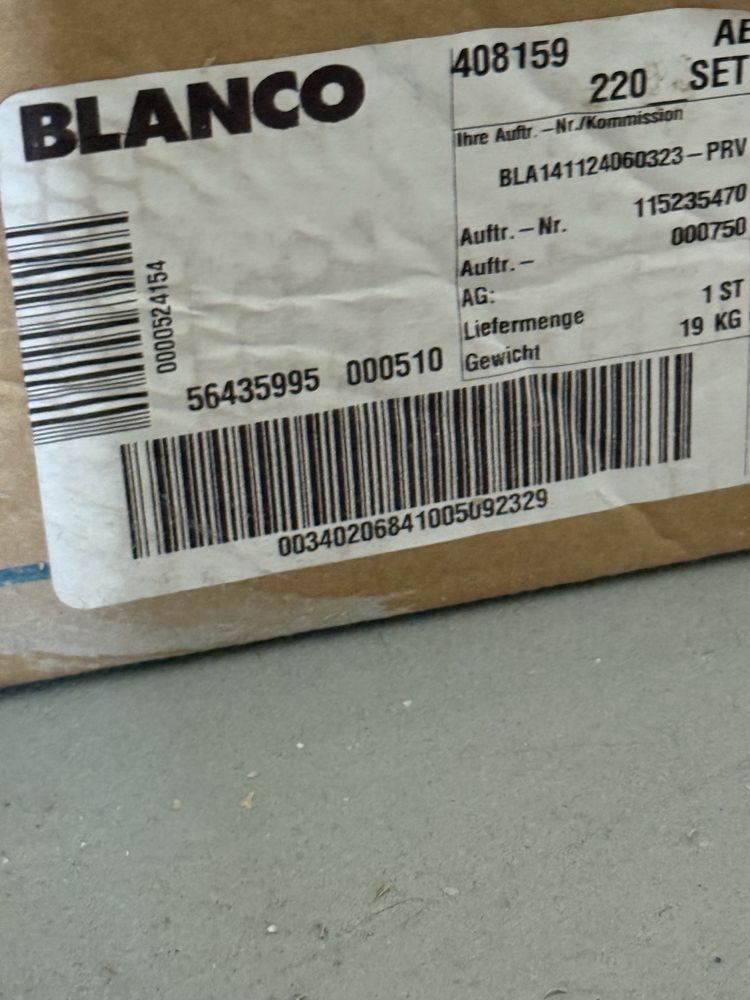 BLANCO
408159
220 SET
Ihre Auftr.-Nr./Kommission
BLA141124060323-PRV
Auftr.-Nr. 115235470
Auftr.- 000750
AG:
Liefermenge 1 ST
Gewicht 19 KG
0000524154
56435995 000510
00340206841005092329